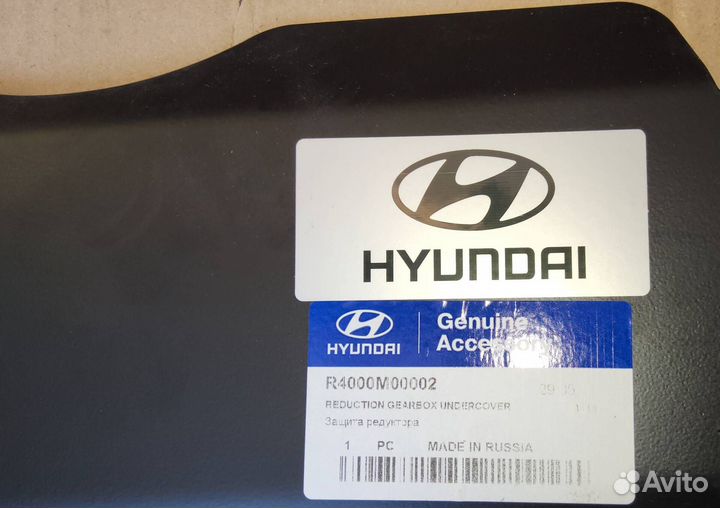 HYUNDAI
HYUNDAI
Genuine
Accessories
R4000M00002
REDUCTION GEARBOX UNDERCOVER
Защита редуктора
1 PC MADE IN RUSSIA
Avito